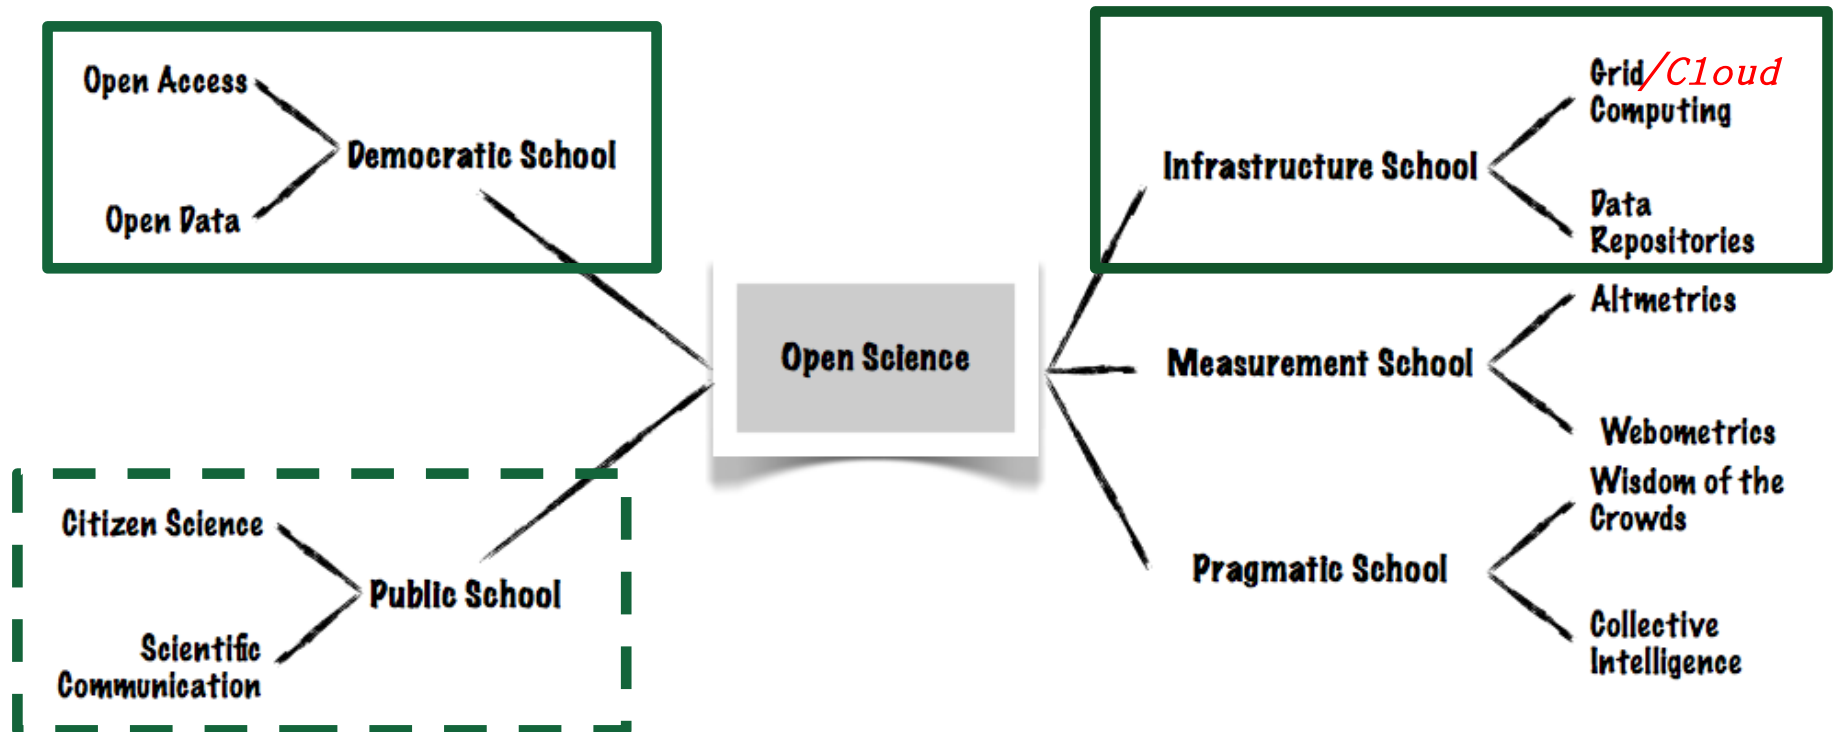 Open Access
Democratic School
Open Data
Citizen Science
Public School
Scientific
Communication
Open Science
Grid/Cloud
Computing
Infrastructure School
Data
Repositories
Altmetrics
Measurement School
Webometrics
Wisdom of the
Crowds
Pragmatic School
Collective
Intelligence